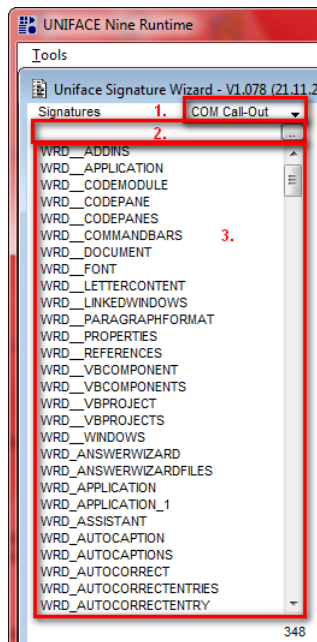 UNIFACE Nine Runtime
Tools
Uniface Signature Wizard - V1.078 (21.11.2
Signatures 1. COM Call-Out
2. ..
WRD__ADDINS
WRD__APPLICATION
WRD__CODEMODULE
WRD__CODEPANE
WRD__CODEPANES
WRD__COMMANDBARS 3.
WRD__DOCUMENT
WRD__FONT
WRD__LETTERCONTENT
WRD__LINKEDWINDOWS
WRD__PARAGRAPHFORMAT
WRD__PROPERTIES
WRD__REFERENCES
WRD__VBCOMPONENT
WRD__VBCOMPONENTS
WRD__VBPROJECT
WRD__VBPROJECTS
WRD__WINDOWS
WRD_ANSWERWIZARD
WRD_ANSWERWIZARDFILES
WRD_APPLICATION
WRD_APPLICATION_1
WRD_ASSISTANT
WRD_AUTOCAPTION
WRD_AUTOCAPTIONS
WRD_AUTOCORRECT
WRD_AUTOCORRECTENTRIES
WRD_AUTOCORRECTENTRY
348